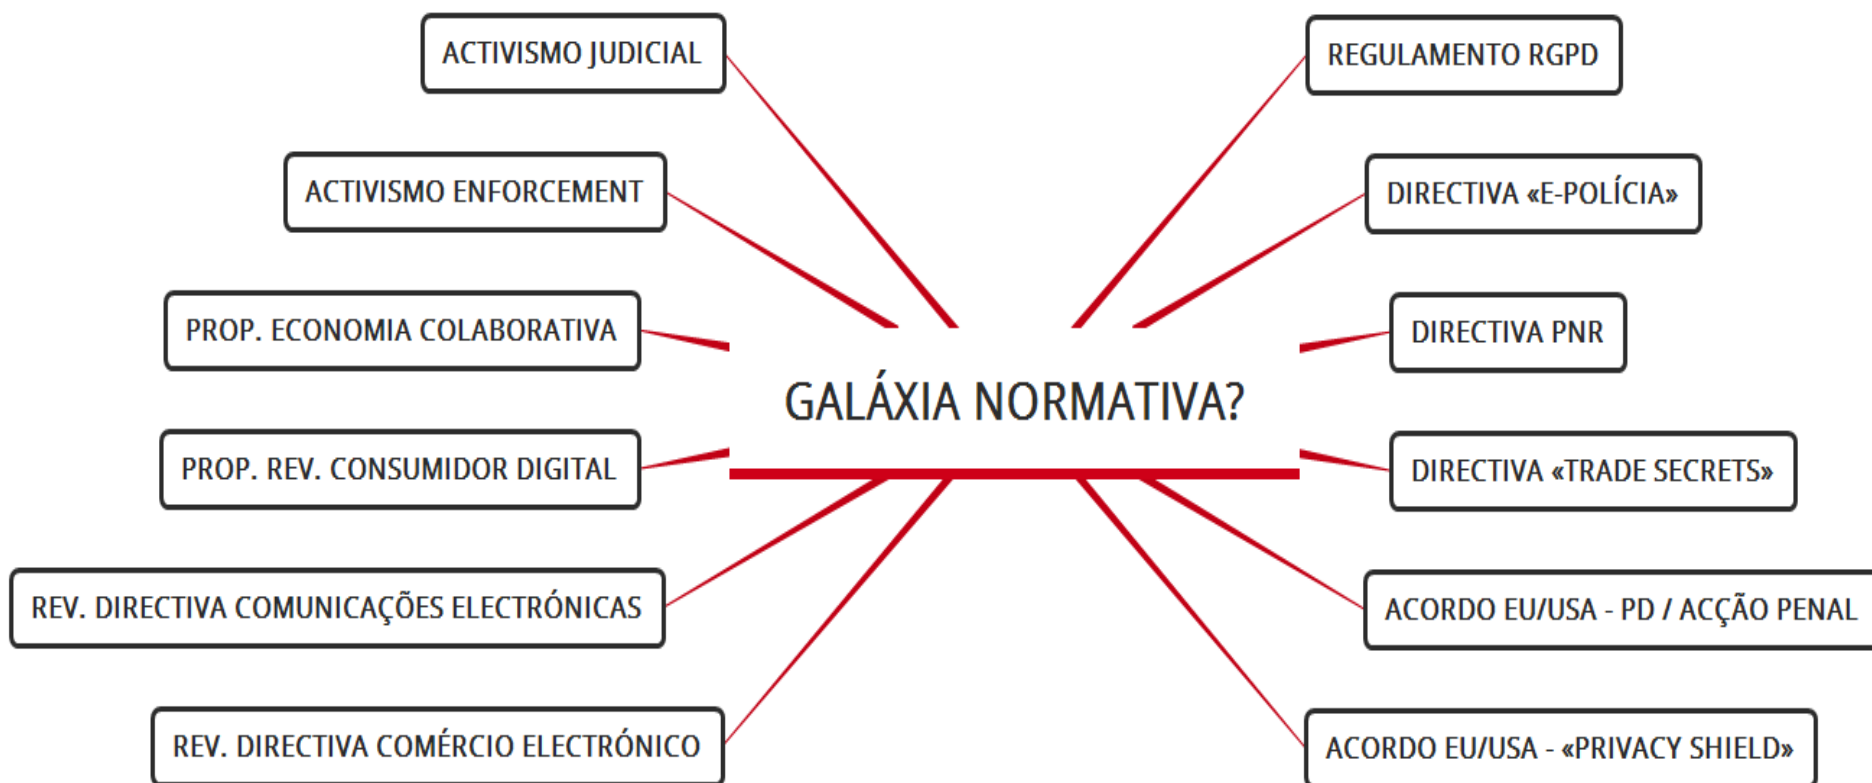 ACTIVISMO JUDICIAL
REGULAMENTO RGPD
ACTIVISMO ENFORCEMENT
DIRECTIVA «E-POLÍCIA»
PROP. ECONOMIA COLABORATIVA
DIRECTIVA PNR
GALÁXIA NORMATIVA?
PROP. REV. CONSUMIDOR DIGITAL
DIRECTIVA «TRADE SECRETS»
REV. DIRECTIVA COMUNICAÇÕES ELECTRÓNICAS
ACORDO EU/USA - PD / ACÇÃO PENAL
REV. DIRECTIVA COMÉRCIO ELECTRÓNICO
ACORDO EU/USA - «PRIVACY SHIELD»